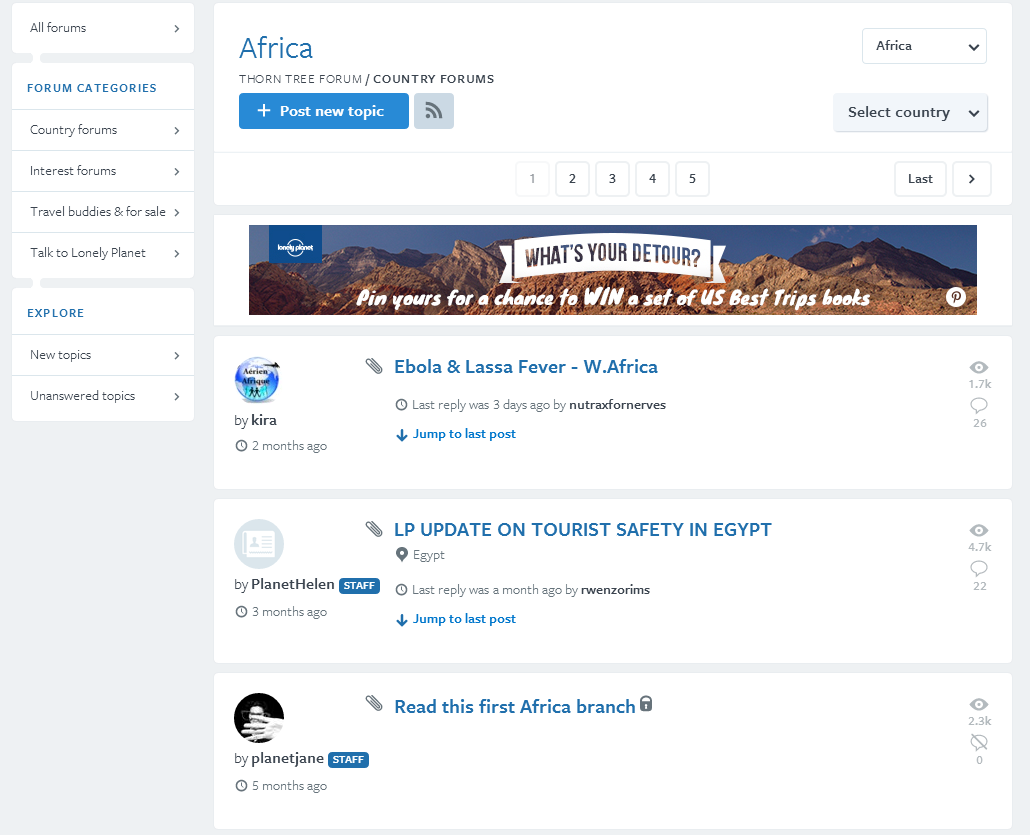 All forums
FORUM CATEGORIES
Country forums
Interest forums
Travel buddies & for sale
Talk to Lonely Planet
EXPLORE
New topics
Unanswered topics
Africa
Africa
THORN TREE FORUM / COUNTRY FORUMS
+ Post new topic
Select country
1 2 3 4 5 Last
lonely planet
WHAT'S YOUR DETOUR?
Pin yours for a chance to WIN a set of US Best Trips books
Aérien Afrique
by kira
2 months ago
Ebola & Lassa Fever - W.Africa
Last reply was 3 days ago by nutraxfornerves
Jump to last post
1.7k
26
by PlanetHelen STAFF
3 months ago
LP UPDATE ON TOURIST SAFETY IN EGYPT
Egypt
Last reply was a month ago by rwenzorims
Jump to last post
4.7k
22
by planetjane STAFF
5 months ago
Read this first Africa branch
2.3k
0